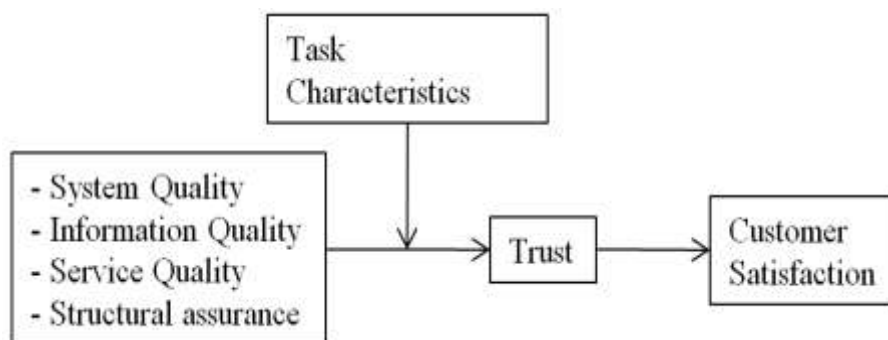 Task
Characteristics
- System Quality
- Information Quality
- Service Quality
- Structural assurance
Trust
Customer
Satisfaction